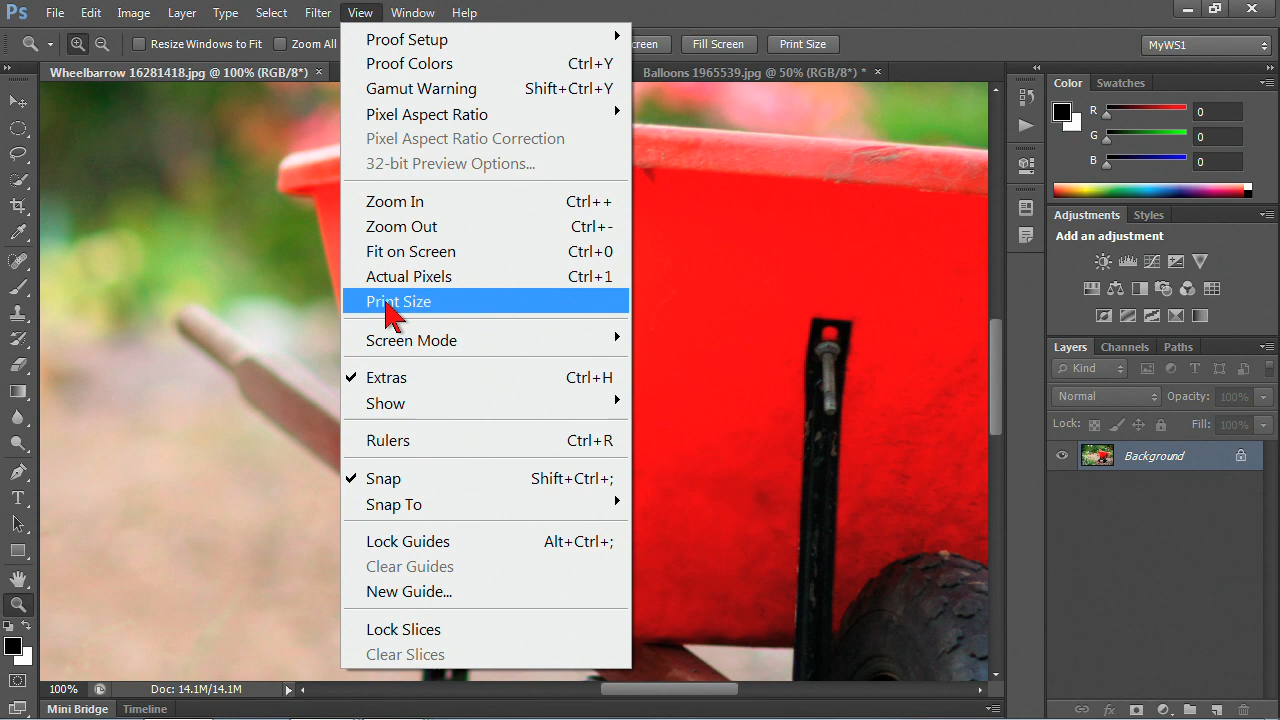 Ps File Edit Image Layer Type Select Filter View Window Help
Resize Windows to Fit Zoom All creen Fill Screen Print Size MyWS1
Wheelbarrow 16281418.jpg @ 100% (RGB/8*) × Balloons 1965539.jpg @ 50% (RGB/8*) * ×
Proof Setup
Proof Colors Ctrl+Y
Gamut Warning Shift+Ctrl+Y
Pixel Aspect Ratio
Pixel Aspect Ratio Correction
32-bit Preview Options...
Zoom In Ctrl++
Zoom Out Ctrl+-
Fit on Screen Ctrl+0
Actual Pixels Ctrl+1
Print Size
Screen Mode
Extras Ctrl+H
Show
Rulers Ctrl+R
Snap Shift+Ctrl+;
Snap To
Lock Guides Alt+Ctrl+;
Clear Guides
New Guide...
Lock Slices
Clear Slices
Color Swatches
R 0
G 0
B 0
Adjustments Styles
Add an adjustment
Layers Channels Paths
Kind
Normal Opacity: 100%
Lock: Fill: 100%
Background
fx
100% Doc: 14.1M/14.1M
Mini Bridge Timeline